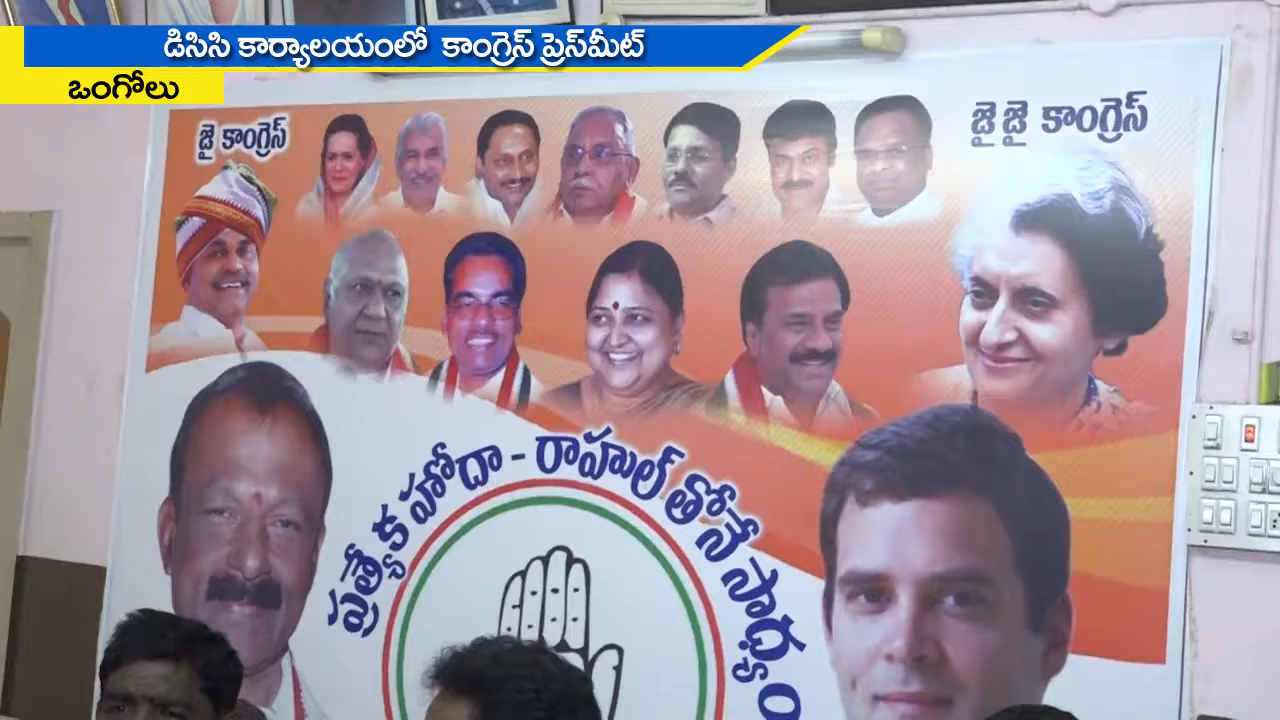 డిసిసి కార్యాలయంలో కాంగ్రెస్ ప్రెస్‌మీట్
ఒంగోలు
జై కాంగ్రెస్
జై జై కాంగ్రెస్
ప్రత్యేక హోదా - రాహుల్ తోనే సాధ్యం